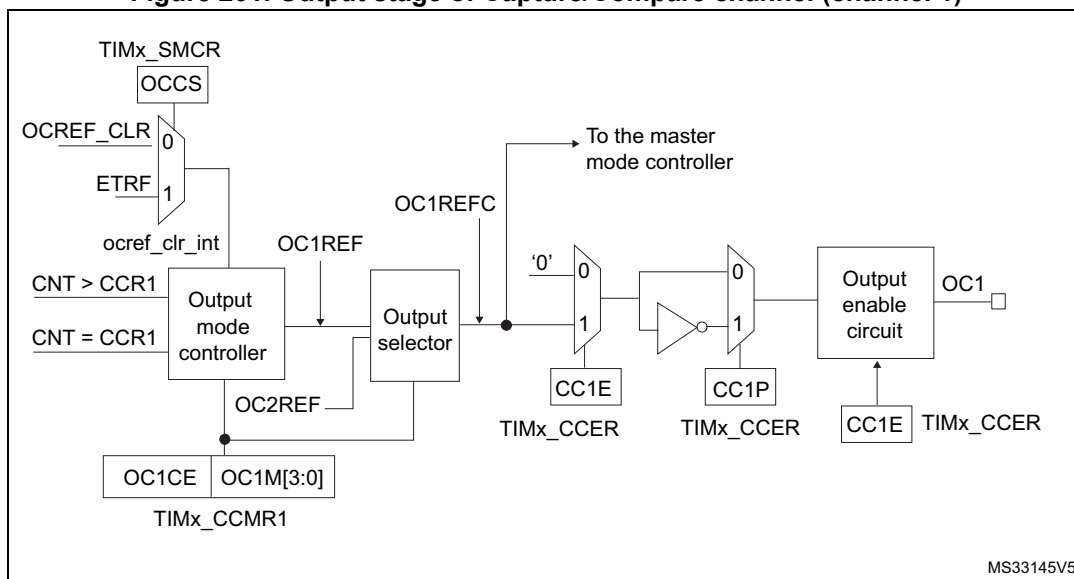 Figure 201. Output stage of Capture/Compare channel (channel 1)
TIMx_SMCR
OCCS
OCREF_CLR
0
ETRF
1
ocref_clr_int
To the master
mode controller
OC1REFC
OC1REF
CNT > CCR1
CNT = CCR1
Output
mode
controller
Output
selector
OC2REF
'0'
0
1
CC1E
TIMx_CCER
0
1
CC1P
TIMx_CCER
Output
enable
circuit
OC1
CC1E
TIMx_CCER
OC1CE
OC1M[3:0]
TIMx_CCMR1
MS33145V5